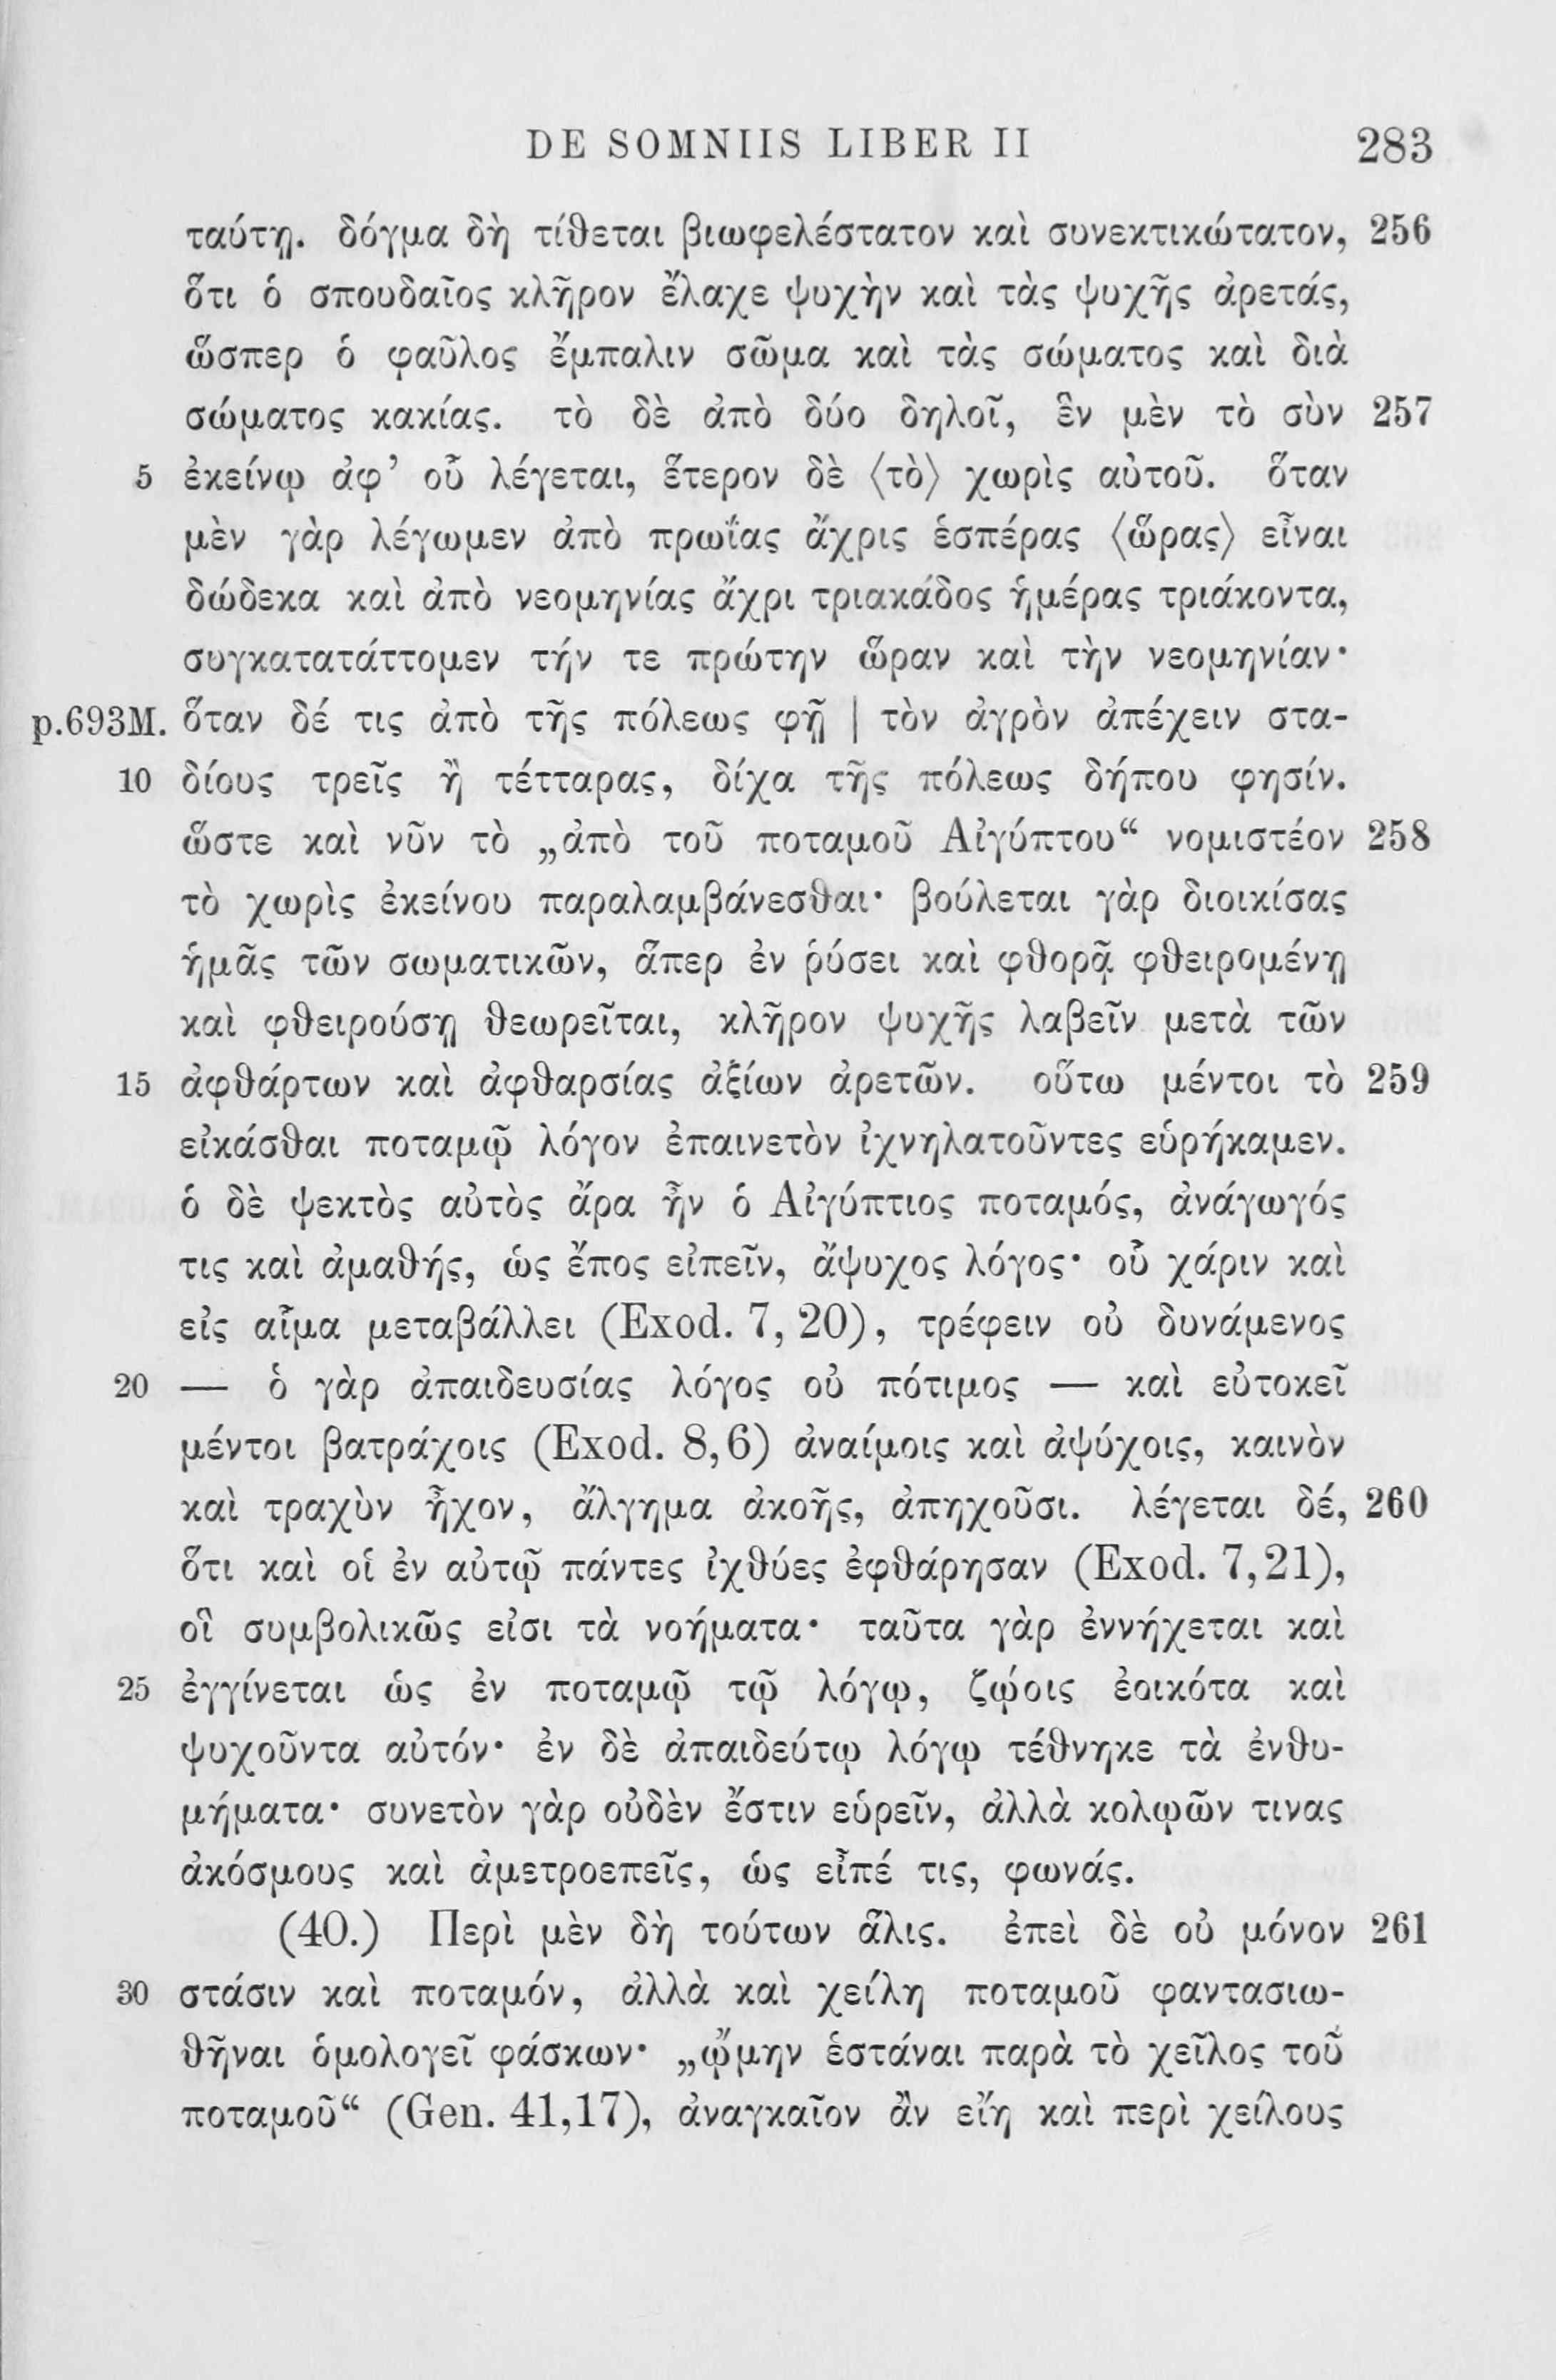 DE SOMNIIS LIBER II 283
ταύτῃ. δόγμα δὴ τίθεται βιωφελέστατον καὶ συνεκτικώτατον, 256
ὅτι ὁ σπουδαῖος κλῆρον ἔλαχε ψυχὴν καὶ τὰς ψυχῆς ἀρετάς,
ὥσπερ ὁ φαῦλος ἔμπαλιν σῶμα καὶ τὰς σώματος καὶ διὰ
σώματος κακίας. τὸ δὲ ἀπὸ δύο δηλοῖ, ἓν μὲν τὸ σὺν 257
5 ἐκείνῳ ἀφ’ οὗ λέγεται, ἕτερον δὲ ⟨τὸ⟩ χωρὶς αὐτοῦ. ὅταν
μὲν γὰρ λέγωμεν ἀπὸ πρωΐας ἄχρις ἑσπέρας ⟨ὥρας⟩ εἶναι
δώδεκα καὶ ἀπὸ νεομηνίας ἄχρι τριακάδος ἡμέρας τριάκοντα,
συγκατατάττομεν τήν τε πρώτην ὥραν καὶ τὴν νεομηνίαν·
p.693M. ὅταν δέ τις ἀπὸ τῆς πόλεως φῇ | τὸν ἀγρὸν ἀπέχειν στα-
10 δίους τρεῖς ἢ τέτταρας, δίχα τῆς πόλεως δήπου φησίν.
ὥστε καὶ νῦν τὸ „ἀπὸ τοῦ ποταμοῦ Αἰγύπτου“ νομιστέον 258
τὸ χωρὶς ἐκείνου παραλαμβάνεσθαι· βούλεται γὰρ διοικίσας
ἡμᾶς τῶν σωματικῶν, ἅπερ ἐν ῥύσει καὶ φθορᾷ φθειρομένῃ
καὶ φθειρούσῃ θεωρεῖται, κλῆρον ψυχῆς λαβεῖν μετὰ τῶν
15 ἀφθάρτων καὶ ἀφθαρσίας ἀξίων ἀρετῶν. οὕτω μέντοι τὸ 259
εἰκάσθαι ποταμῷ λόγον ἐπαινετὸν ἰχνηλατοῦντες εὑρήκαμεν.
ὁ δὲ ψεκτὸς αὐτὸς ἄρα ἦν ὁ Αἰγύπτιος ποταμός, ἀνάγωγός
τις καὶ ἀμαθής, ὡς ἔπος εἰπεῖν, ἄψυχος λόγος· οὗ χάριν καὶ
εἰς αἷμα μεταβάλλει (Exod. 7, 20), τρέφειν οὐ δυνάμενος
20 — ὁ γὰρ ἀπαιδευσίας λόγος οὐ πότιμος — καὶ εὐτοκεῖ
μέντοι βατράχοις (Exod. 8,6) ἀναίμοις καὶ ἀψύχοις, καινὸν
καὶ τραχὺν ἦχον, ἄλγημα ἀκοῆς, ἀπηχοῦσι. λέγεται δέ, 260
ὅτι καὶ οἱ ἐν αὐτῷ πάντες ἰχθύες ἐφθάρησαν (Exod. 7,21),
οἳ συμβολικῶς εἰσι τὰ νοήματα· ταῦτα γὰρ ἐννήχεται καὶ
25 ἐγγίνεται ὡς ἐν ποταμῷ τῷ λόγῳ, ζῴοις ἐοικότα καὶ
ψυχοῦντα αὐτόν· ἐν δὲ ἀπαιδεύτῳ λόγῳ τέθνηκε τὰ ἐνθυ-
μήματα· συνετὸν γὰρ οὐδὲν ἔστιν εὑρεῖν, ἀλλὰ κολῳῶν τινας
ἀκόσμους καὶ ἀμετροεπεῖς, ὡς εἶπέ τις, φωνάς.
(40.) Περὶ μὲν δὴ τούτων ἅλις. ἐπεὶ δὲ οὐ μόνον 261
30 στάσιν καὶ ποταμόν, ἀλλὰ καὶ χείλη ποταμοῦ φαντασιω-
θῆναι ὁμολογεῖ φάσκων· „ᾤμην ἑστάναι παρὰ τὸ χεῖλος τοῦ
ποταμοῦ“ (Gen. 41,17), ἀναγκαῖον ἂν εἴη καὶ περὶ χείλους